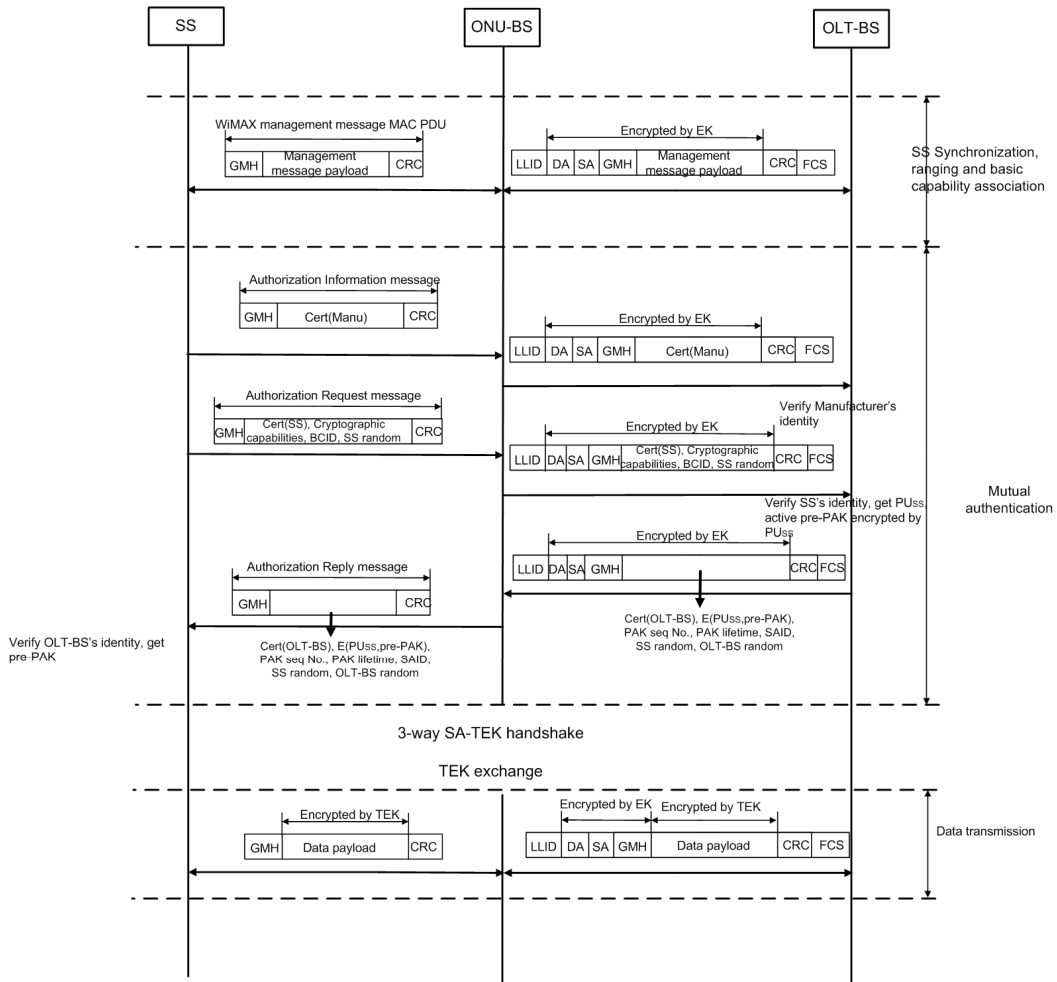 SS
ONU-BS
OLT-BS
WiMAX management message MAC PDU
GMH
Management
message payload
CRC
Encrypted by EK
LLID
DA
SA
GMH
Management
message payload
CRC
FCS
SS Synchronization,
ranging and basic
capability association
Authorization Information message
GMH
Cert(Manu)
CRC
Encrypted by EK
LLID
DA
SA
GMH
Cert(Manu)
CRC
FCS
Verify Manufacturer's
identity
Authorization Request message
GMH
Cert(SS), Cryptographic
capabilities, BCID, SS random
CRC
Encrypted by EK
LLID
DA
SA
GMH
Cert(SS), Cryptographic
capabilities, BCID, SS random
CRC
FCS
Verify SS's identity, get PUss,
active pre-PAK encrypted by
PUss
Mutual
authentication
Encrypted by EK
LLID
DA
SA
GMH
CRC
FCS
Cert(OLT-BS), E(PUss,pre-PAK),
PAK seq No., PAK lifetime, SAID,
SS random, OLT-BS random
Authorization Reply message
GMH
CRC
Cert(OLT-BS), E(PUss,pre-PAK),
PAK seq No., PAK lifetime, SAID,
SS random, OLT-BS random
Verify OLT-BS's identity, get
pre-PAK
3-way SA-TEK handshake
TEK exchange
Encrypted by TEK
GMH
Data payload
CRC
Encrypted by EK
Encrypted by TEK
LLID
DA
SA
GMH
Data payload
CRC
FCS
Data transmission